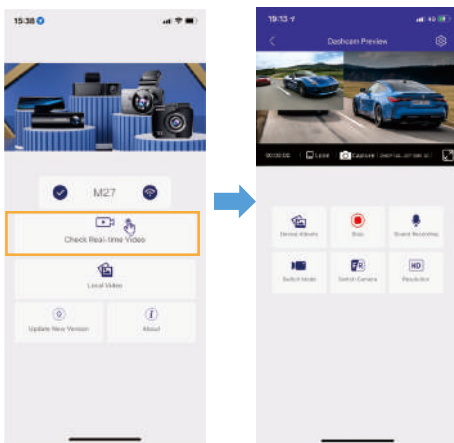 15:38
M27
Check Real-time Video
Local Video
Update New Version
About
19:13
4G
Dashcam Preview
00:00:00
Lock
Capture
Device Albums
Stop
Sound Recording
Switch Mode
Switch Camera
HD
Resolution